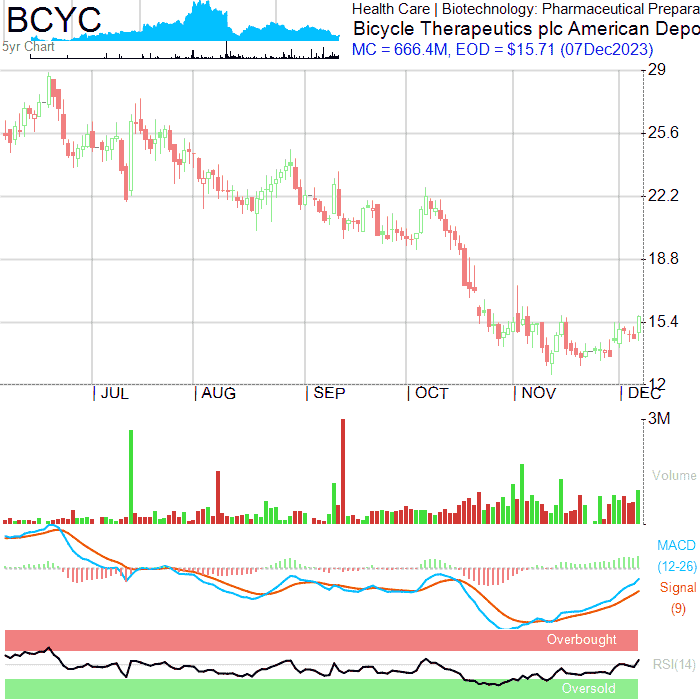 BCYC
5yr Chart
Health Care | Biotechnology: Pharmaceutical Prepara
Bicycle Therapeutics plc American Depo
MC = 666.4M, EOD = $15.71 (07Dec2023)
29
25.6
22.2
18.8
15.4
12
JUL AUG SEP OCT NOV DEC
3M
Volume
MACD
(12-26)
Signal
(9)
Overbought
RSI(14)
Oversold